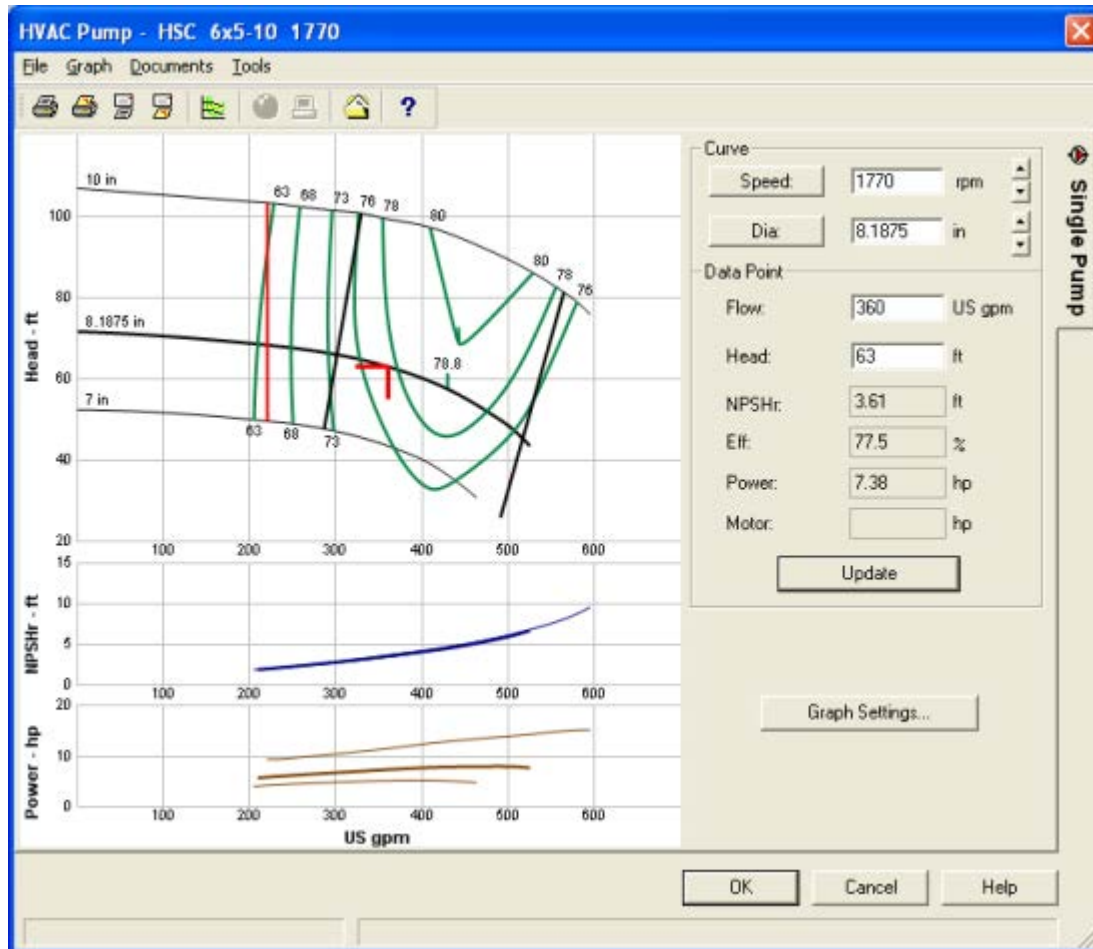 HVAC Pump - HSC 6x5-10 1770
File Graph Documents Tools
?
10 in
63 68 73 76 78 80
80
78
76
8.1875 in
78.8
7 in
63 68 73
Head - ft
100
80
60
40
20
100 200 300 400 500 600
NPSHr - ft
15
10
5
0
100 200 300 400 500 600
Power - hp
20
10
0
100 200 300 400 500 600
US gpm
Curve
Speed: 1770 rpm
Dia: 8.1875 in
Data Point
Flow: 360 US gpm
Head: 63 ft
NPSHr: 3.61 ft
Eff: 77.5 %
Power: 7.38 hp
Motor: hp
Update
Graph Settings...
Single Pump
OK Cancel Help